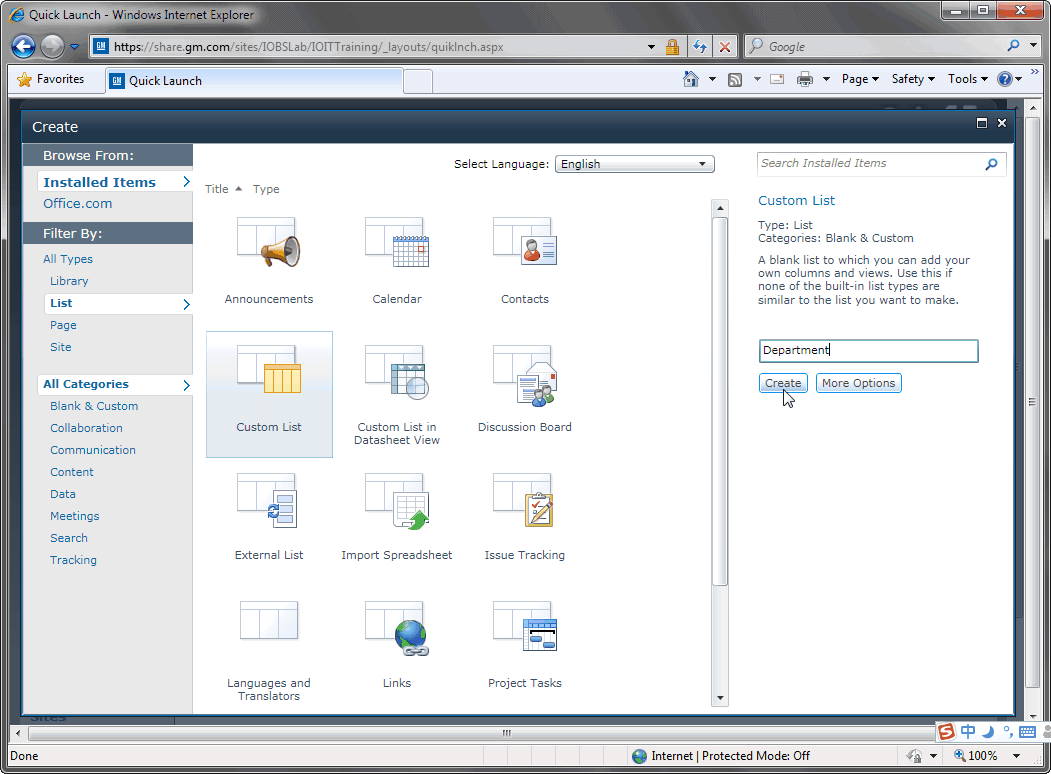 Quick Launch - Windows Internet Explorer
https://share.gm.com/sites/IOBSLab/IOITTraining/_layouts/quiklnch.aspx
Google
Favorites
GM
Quick Launch
Page
Safety
Tools
Create
Browse From:
Installed Items
Office.com
Filter By:
All Types
Library
List
Page
Site
All Categories
Blank & Custom
Collaboration
Communication
Content
Data
Meetings
Search
Tracking
Select Language:
English
Title
Type
Announcements
Calendar
Contacts
Custom List
Custom List in
Datasheet View
Discussion Board
External List
Import Spreadsheet
Issue Tracking
Languages and
Translators
Links
Project Tasks
Search Installed Items
Custom List
Type: List
Categories: Blank & Custom
A blank list to which you can add your
own columns and views. Use this if
none of the built-in list types are
similar to the list you want to make.
Department
Create
More Options
Sites
中
Done
Internet | Protected Mode: Off
100%